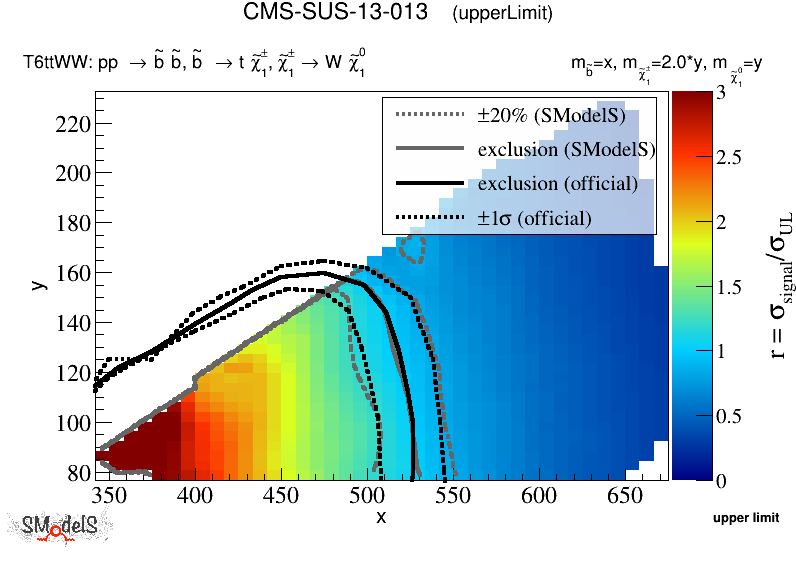 CMS-SUS-13-013 (upperLimit)
T6ttWW: pp → b̃ b̃, b̃ → t χ̃₁±, χ̃₁± → W χ̃₁⁰
m_b̃=x, m_χ̃₁±=2.0*y, m_χ̃₁⁰=y
±20% (SModelS)
exclusion (SModelS)
exclusion (official)
±1σ (official)
y
220
200
180
160
140
120
100
80
350 400 450 500 550 600 650
x
3
2.5
2
1.5
1
0.5
0
r = σ_signal/σ_UL
upper limit
SModelS